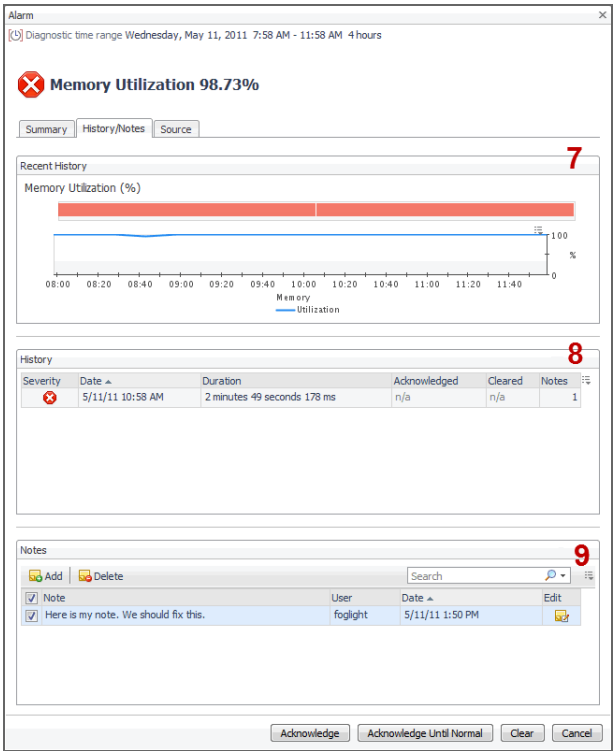 Alarm
Diagnostic time range Wednesday, May 11, 2011 7:58 AM - 11:58 AM 4 hours
Memory Utilization 98.73%
Summary History/Notes Source
7
Recent History
Memory Utilization (%)
100
%
0
08:00 08:20 08:40 09:00 09:20 09:40 10:00 10:20 10:40 11:00 11:20 11:40
Memory
Utilization
8
History
Severity Date Duration Acknowledged Cleared Notes
5/11/11 10:58 AM 2 minutes 49 seconds 178 ms n/a n/a 1
9
Notes
Add Delete Search
Note User Date Edit
Here is my note. We should fix this. foglight 5/11/11 1:50 PM
Acknowledge Acknowledge Until Normal Clear Cancel